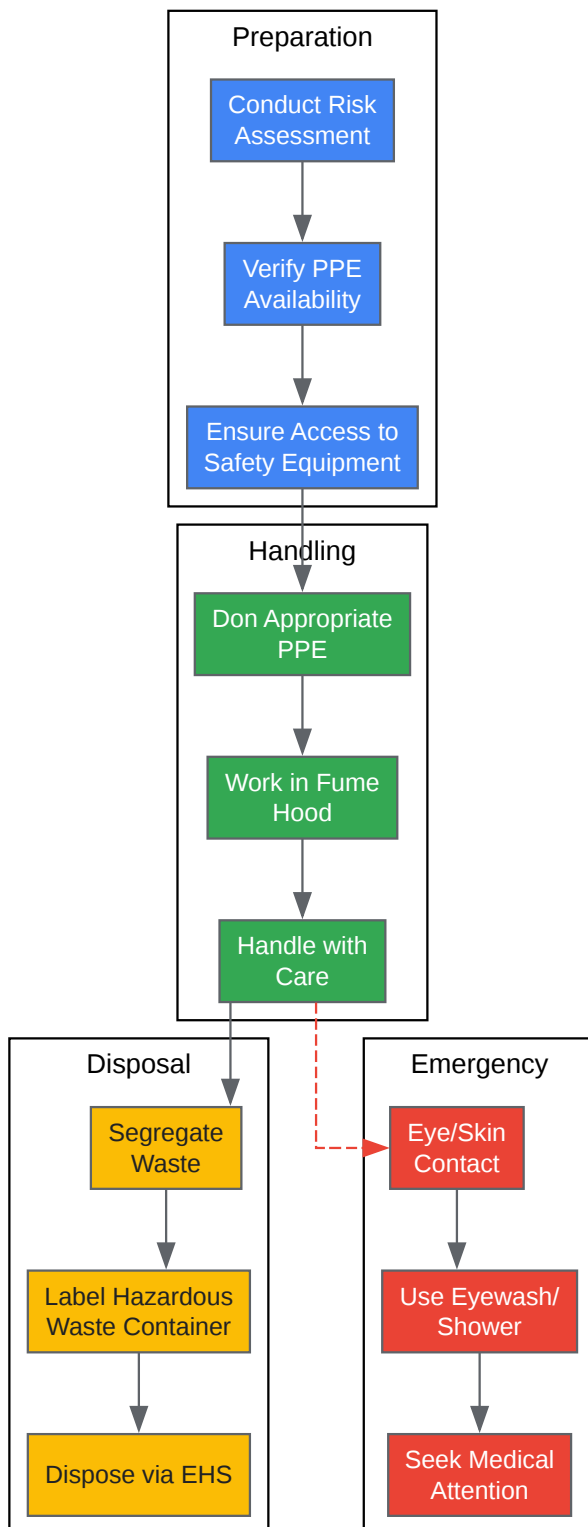 Preparation
Conduct Risk
Assessment
Verify PPE
Availability
Ensure Access to
Safety Equipment
Handling
Don Appropriate
PPE
Work in Fume
Hood
Handle with
Care
Disposal
Segregate
Waste
Label Hazardous
Waste Container
Dispose via EHS
Emergency
Eye/Skin
Contact
Use Eyewash/
Shower
Seek Medical
Attention